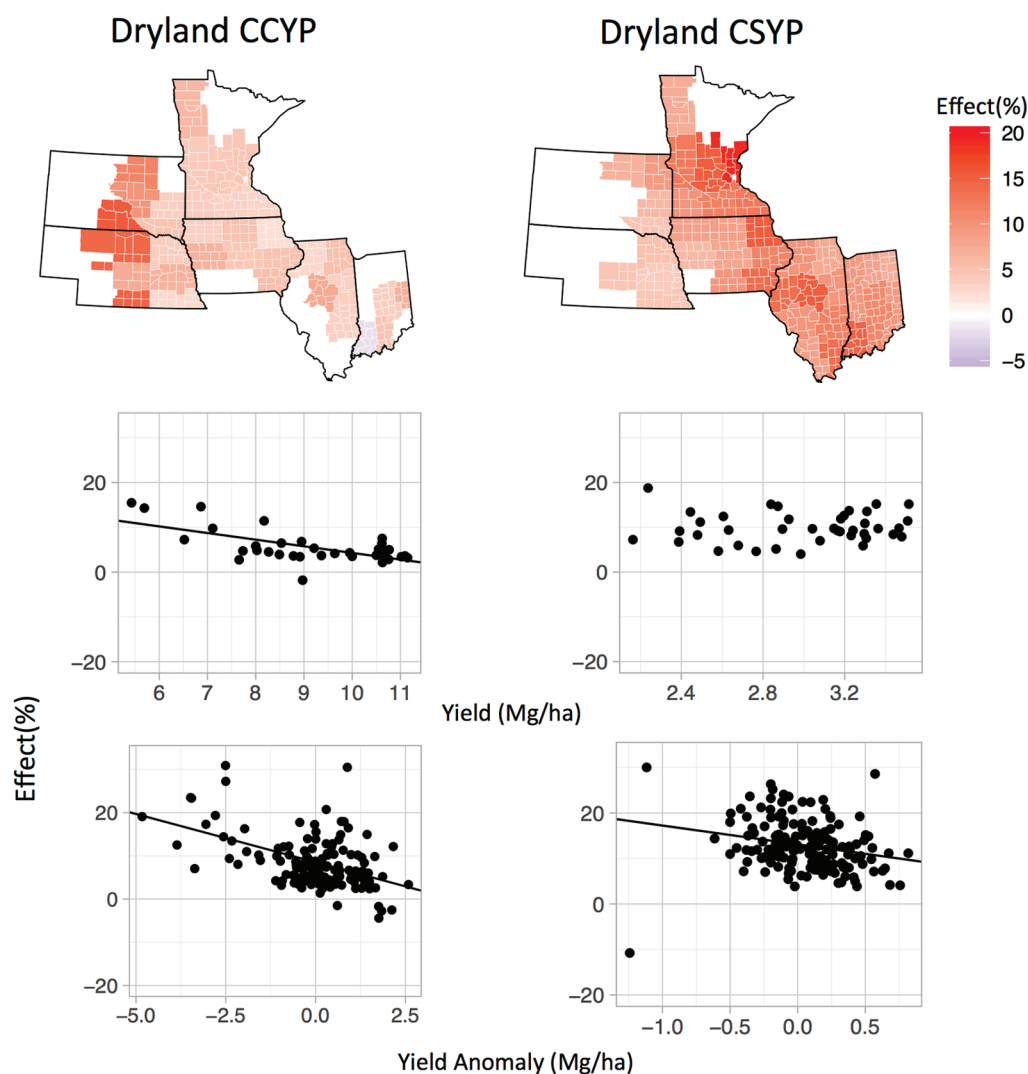 Dryland CCYP
Dryland CSYP
Effect(%)
20
15
10
5
0
−5
20
0
−20
6 7 8 9 10 11
20
0
−20
2.4 2.8 3.2
Yield (Mg/ha)
Effect(%)
20
0
−20
−5.0 −2.5 0.0 2.5
20
0
−20
−1.0 −0.5 0.0 0.5
Yield Anomaly (Mg/ha)